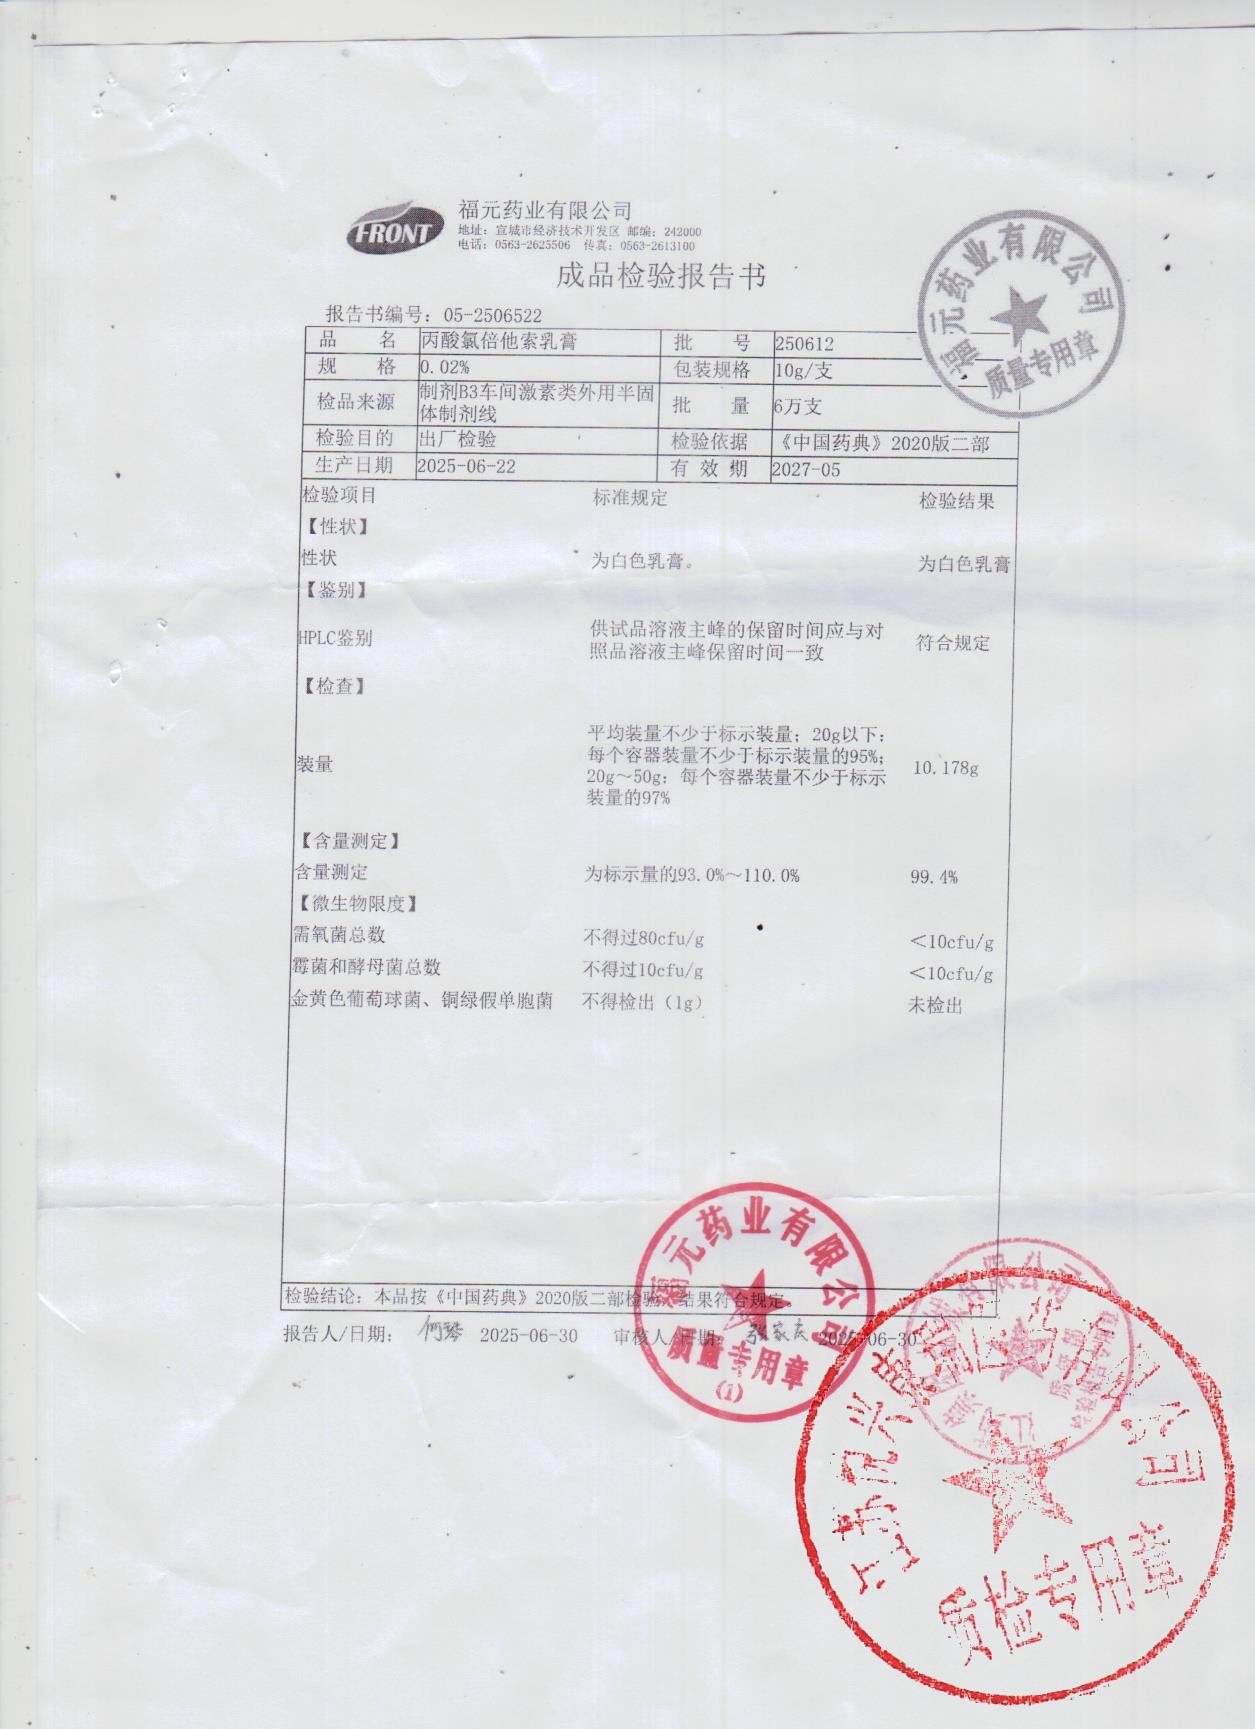 FRONT
福元药业有限公司
地址：宣城市经济技术开发区 邮编：242000
电话：0563-2625506 传真：0563-2613100
成品检验报告书
报告书编号：05-2506522
品 名 丙酸氯倍他索乳膏 批 号 250612
规 格 0.02% 包装规格 10g/支
检品来源 制剂B3车间激素类外用半固体制剂线 批 量 6万支
检验目的 出厂检验 检验依据 《中国药典》2020版二部
生产日期 2025-06-22 有 效 期 2027-05
检验项目 标准规定 检验结果
【性状】
性状 为白色乳膏。 为白色乳膏
【鉴别】
HPLC鉴别 供试品溶液主峰的保留时间应与对照品溶液主峰保留时间一致 符合规定
【检查】
装量 平均装量不少于标示装量；20g以下：每个容器装量不少于标示装量的95%；20g～50g：每个容器装量不少于标示装量的97% 10.178g
【含量测定】
含量测定 为标示量的93.0%～110.0% 99.4%
【微生物限度】
需氧菌总数 不得过80cfu/g ＜10cfu/g
霉菌和酵母菌总数 不得过10cfu/g ＜10cfu/g
金黄色葡萄球菌、铜绿假单胞菌 不得检出（1g） 未检出
检验结论：本品按《中国药典》2020版二部检验，结果符合规定。
报告人/日期： 何琴 2025-06-30 审核人/日期： 张家庆 2025-06-30
福元药业有限公司
质量专用章
福元药业有限公司
质量专用章
(1)
质检专用章